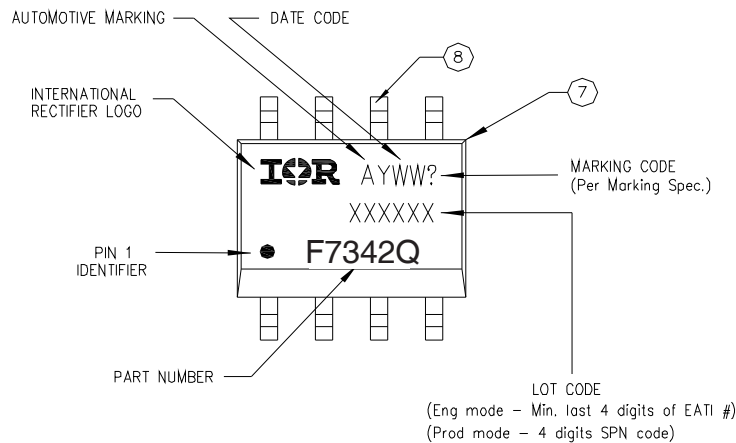 AUTOMOTIVE MARKING
DATE CODE
8
INTERNATIONAL
RECTIFIER LOGO
7
IOR AYWW?
MARKING CODE
(Per Marking Spec.)
XXXXXX
PIN 1
IDENTIFIER
F7342Q
PART NUMBER
LOT CODE
(Eng mode – Min. last 4 digits of EATI #)
(Prod mode – 4 digits SPN code)